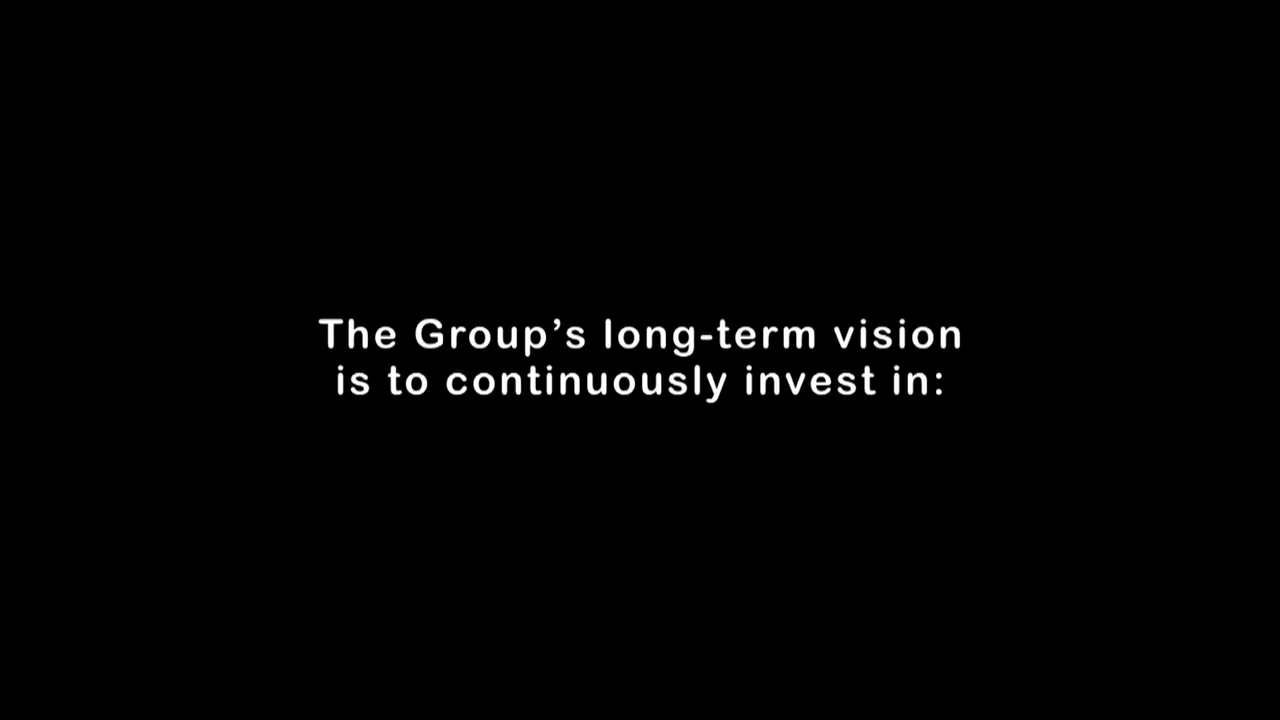 The Group’s long-term vision
is to continuously invest in: